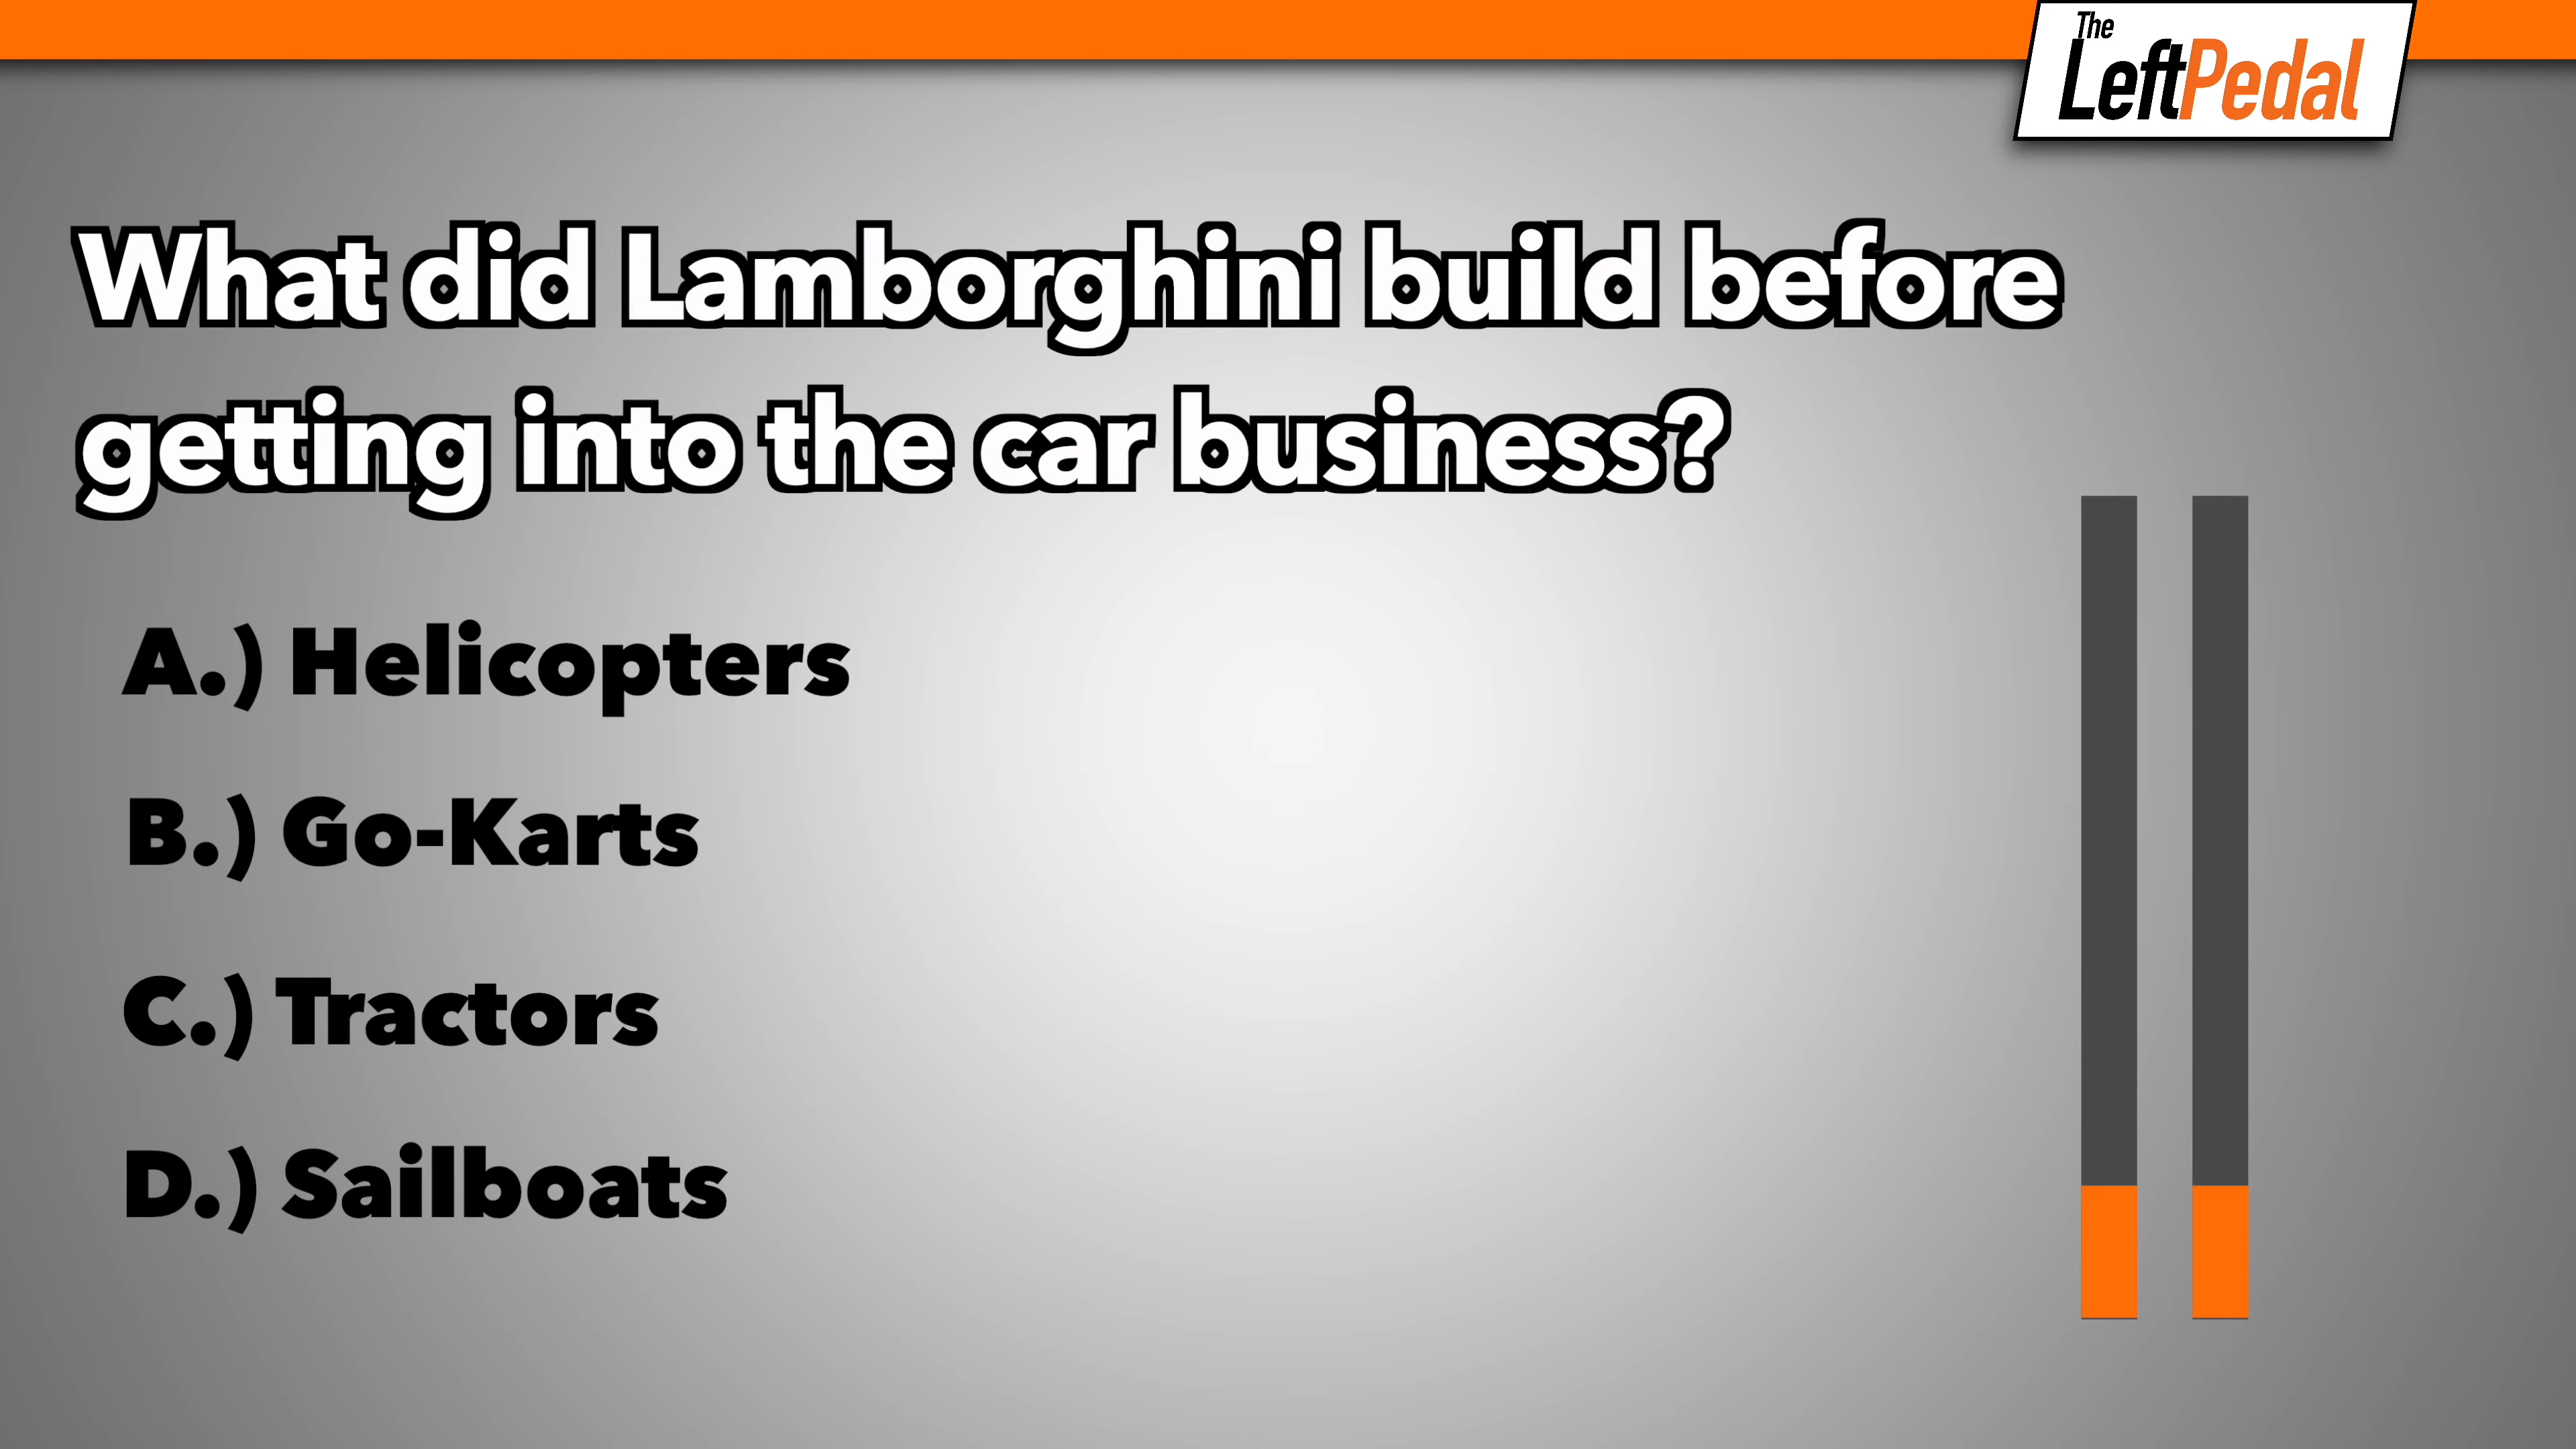 The
LeftPedal
What did Lamborghini build before
getting into the car business?
A.) Helicopters
B.) Go-Karts
C.) Tractors
D.) Sailboats